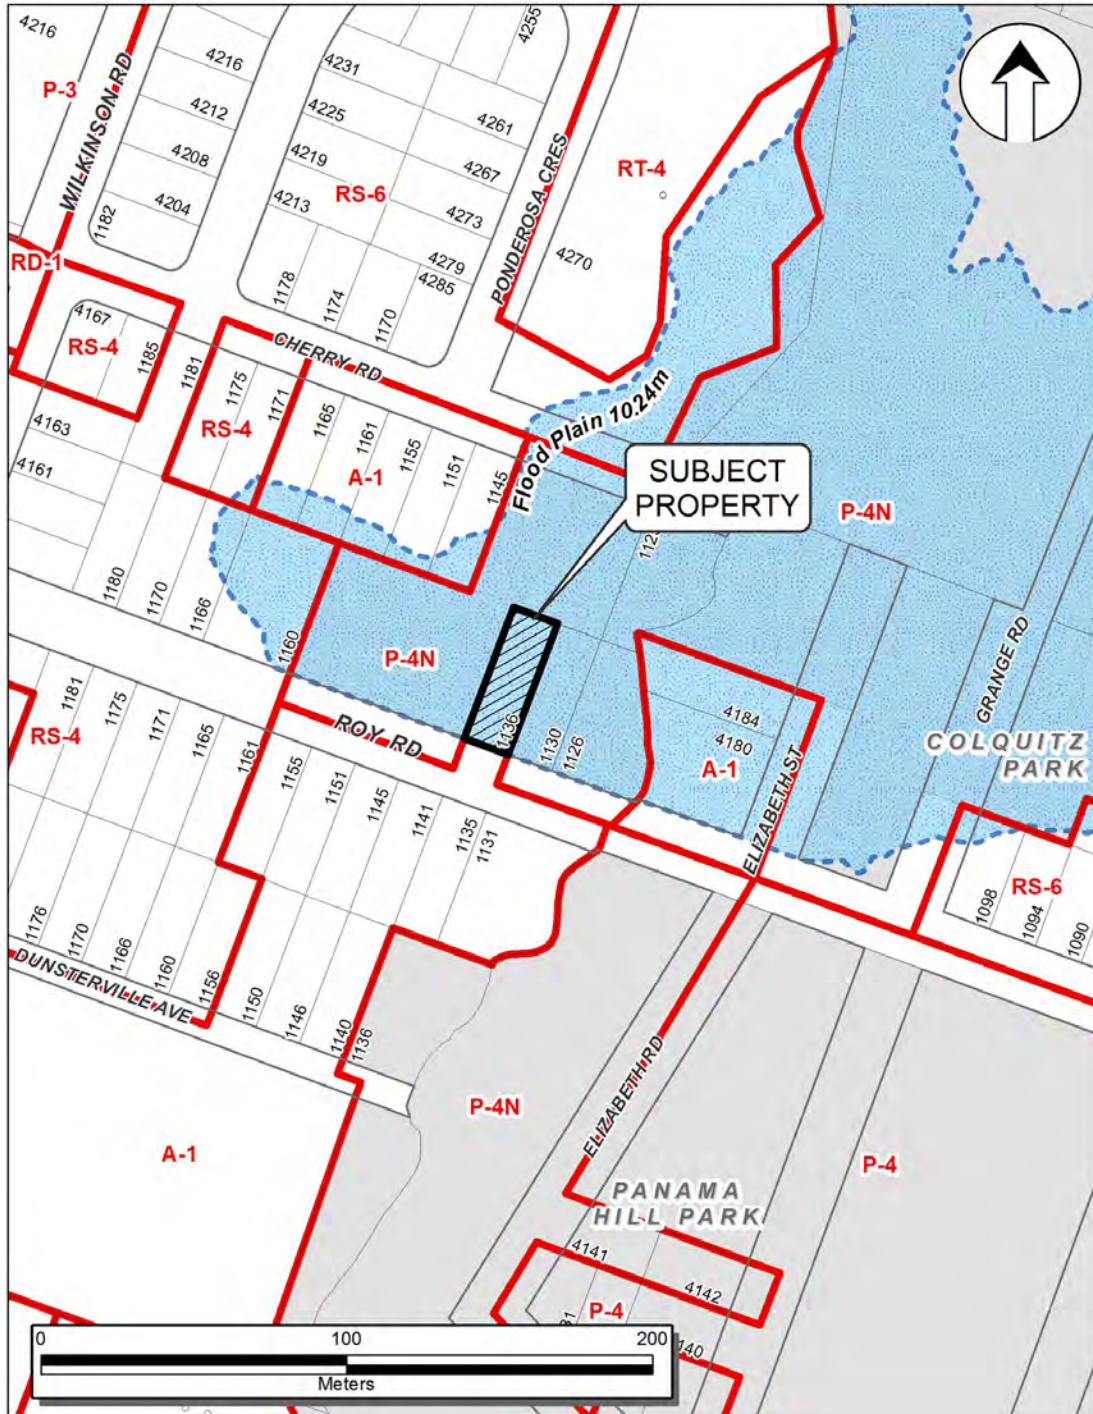 4216
4255
4216
4231
P-3
WILKINSON RD
4212
4225
4261
4208
4219
4267
PONDEROSA CRES
RT-4
RS-6
4204
4213
4273
1182
4279
4270
RD-1
4285
1178
1174
1170
4167
RS-4
1185
CHERRY RD
1181
1175
1171
RS-4
1165
1161
1155
1151
1145
A-1
Flood Plain 10.24m
4163
4161
SUBJECT
PROPERTY
P-4N
1180
1170
1166
1160
P-4N
1136
1130
1126
4184
4180
A-1
ELIZABETH ST
GRANGE RD
COLQUITZ
PARK
ROY RD
RS-4
1181
1175
1171
1165
1161
1155
1151
1145
1141
1135
1131
RS-6
1098
1094
1090
1176
1170
1166
1160
1156
1150
1146
1140
1136
DUNSTERVILLE AVE
P-4N
ELIZABETH RD
A-1
P-4
PANAMA
HILL PARK
4141
4142
P-4
0
100
200
Meters